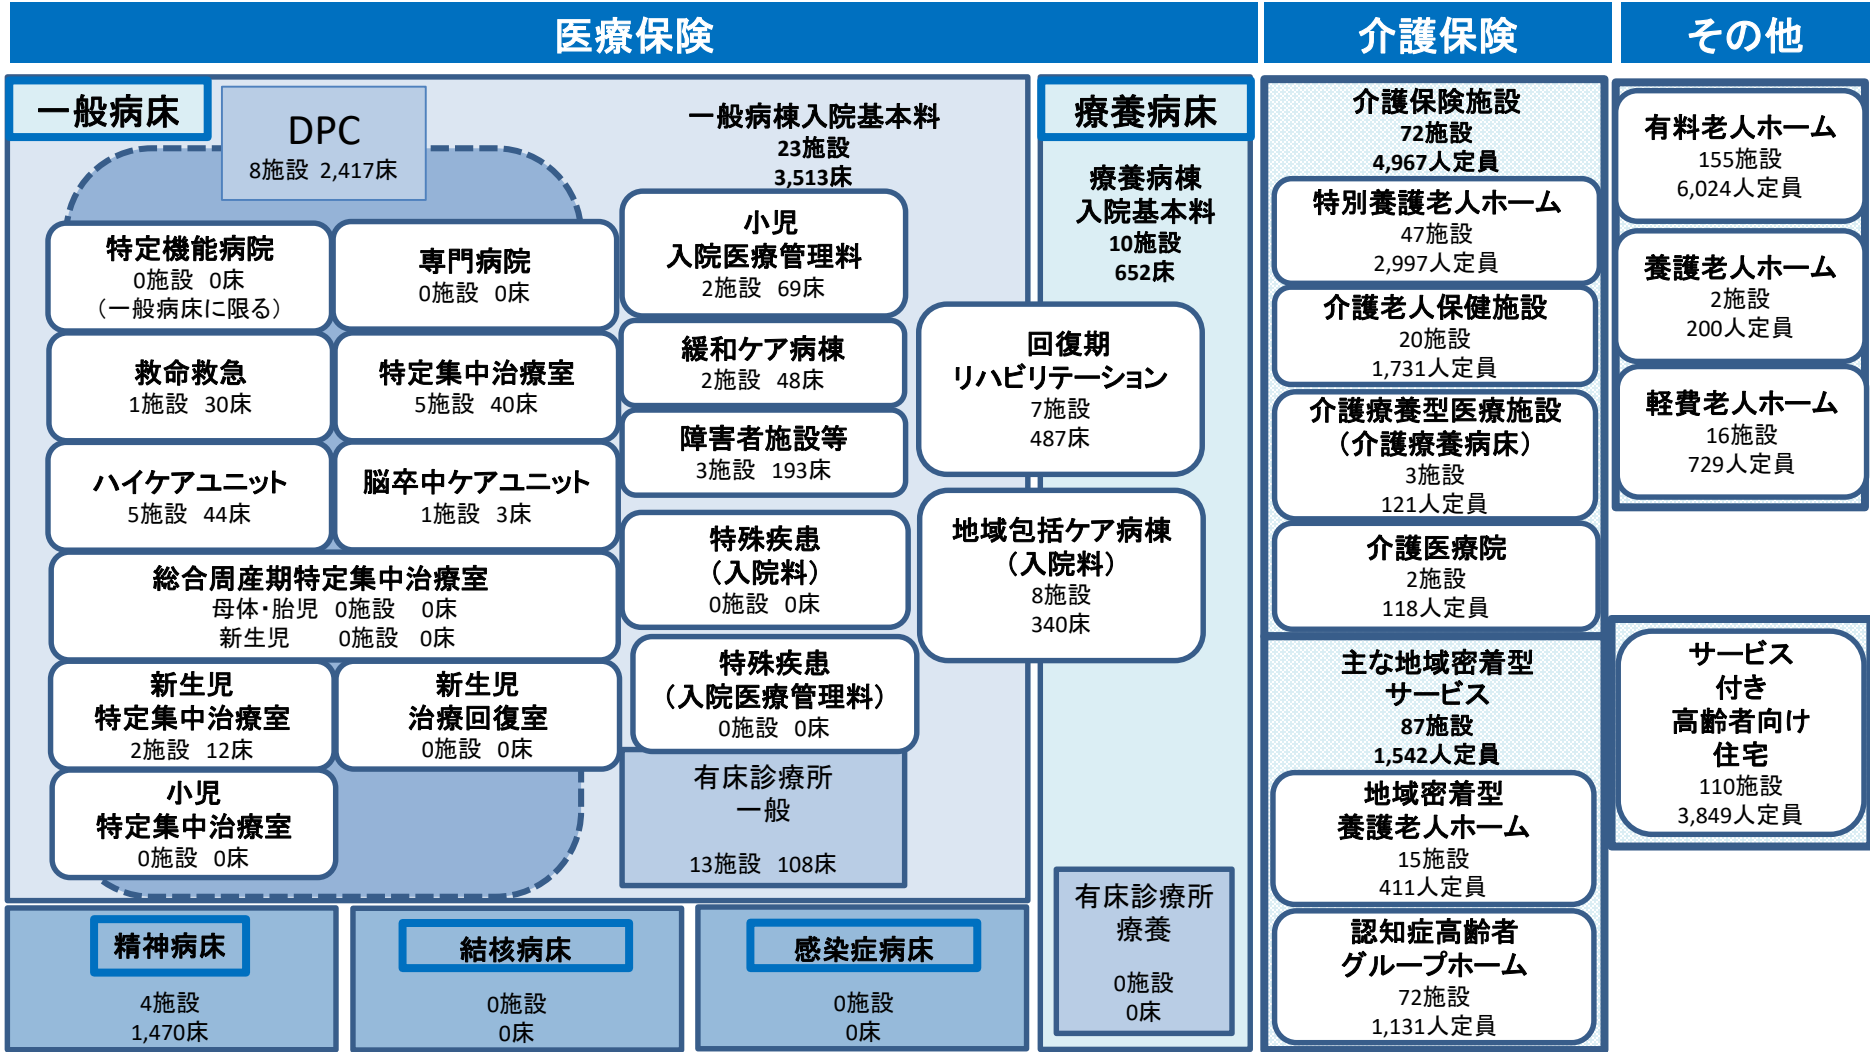 医療保険
一般病床
DPC
8施設 2,417床
一般病棟入院基本料
23施設
3,513床
特定機能病院
0施設 0床
（一般病床に限る）
専門病院
0施設 0床
救命救急
1施設 30床
特定集中治療室
5施設 40床
ハイケアユニット
5施設 44床
脳卒中ケアユニット
1施設 3床
総合周産期特定集中治療室
母体・胎児 0施設 0床
新生児 0施設 0床
新生児
特定集中治療室
2施設 12床
新生児
治療回復室
0施設 0床
小児
特定集中治療室
0施設 0床
小児
入院医療管理料
2施設 69床
緩和ケア病棟
2施設 48床
障害者施設等
3施設 193床
特殊疾患
（入院料）
0施設 0床
特殊疾患
（入院医療管理料）
0施設 0床
有床診療所
一般
13施設 108床
回復期
リハビリテーション
7施設
487床
地域包括ケア病棟
（入院料）
8施設
340床
療養病床
療養病棟
入院基本料
10施設
652床
有床診療所
療養
0施設
0床
精神病床
4施設
1,470床
結核病床
0施設
0床
感染症病床
0施設
0床
介護保険
介護保険施設
72施設
4,967人定員
特別養護老人ホーム
47施設
2,997人定員
介護老人保健施設
20施設
1,731人定員
介護療養型医療施設
（介護療養病床）
3施設
121人定員
介護医療院
2施設
118人定員
主な地域密着型
サービス
87施設
1,542人定員
地域密着型
養護老人ホーム
15施設
411人定員
認知症高齢者
グループホーム
72施設
1,131人定員
その他
有料老人ホーム
155施設
6,024人定員
養護老人ホーム
2施設
200人定員
軽費老人ホーム
16施設
729人定員
サービス
付き
高齢者向け
住宅
110施設
3,849人定員